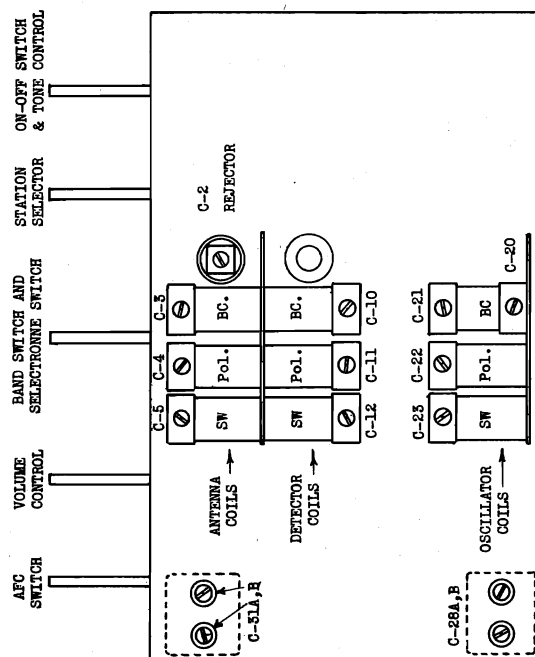 ON-OFF SWITCH
& TONE CONTROL
STATION
SELECTOR
BAND SWITCH AND
SELECTRONNE SWITCH
VOLUME
CONTROL
AFC
SWITCH
C-2
REJECTOR
C-3
BC.
BC.
C-10
C-4
Pol.
Pol.
C-11
C-5
SW
SW
C-12
C-20
C-21
BC
C-22
Pol.
C-23
SW
ANTENNA
COILS
DETECTOR
COILS
OSCILLATOR
COILS
C-31A,B
B
C-28A,B